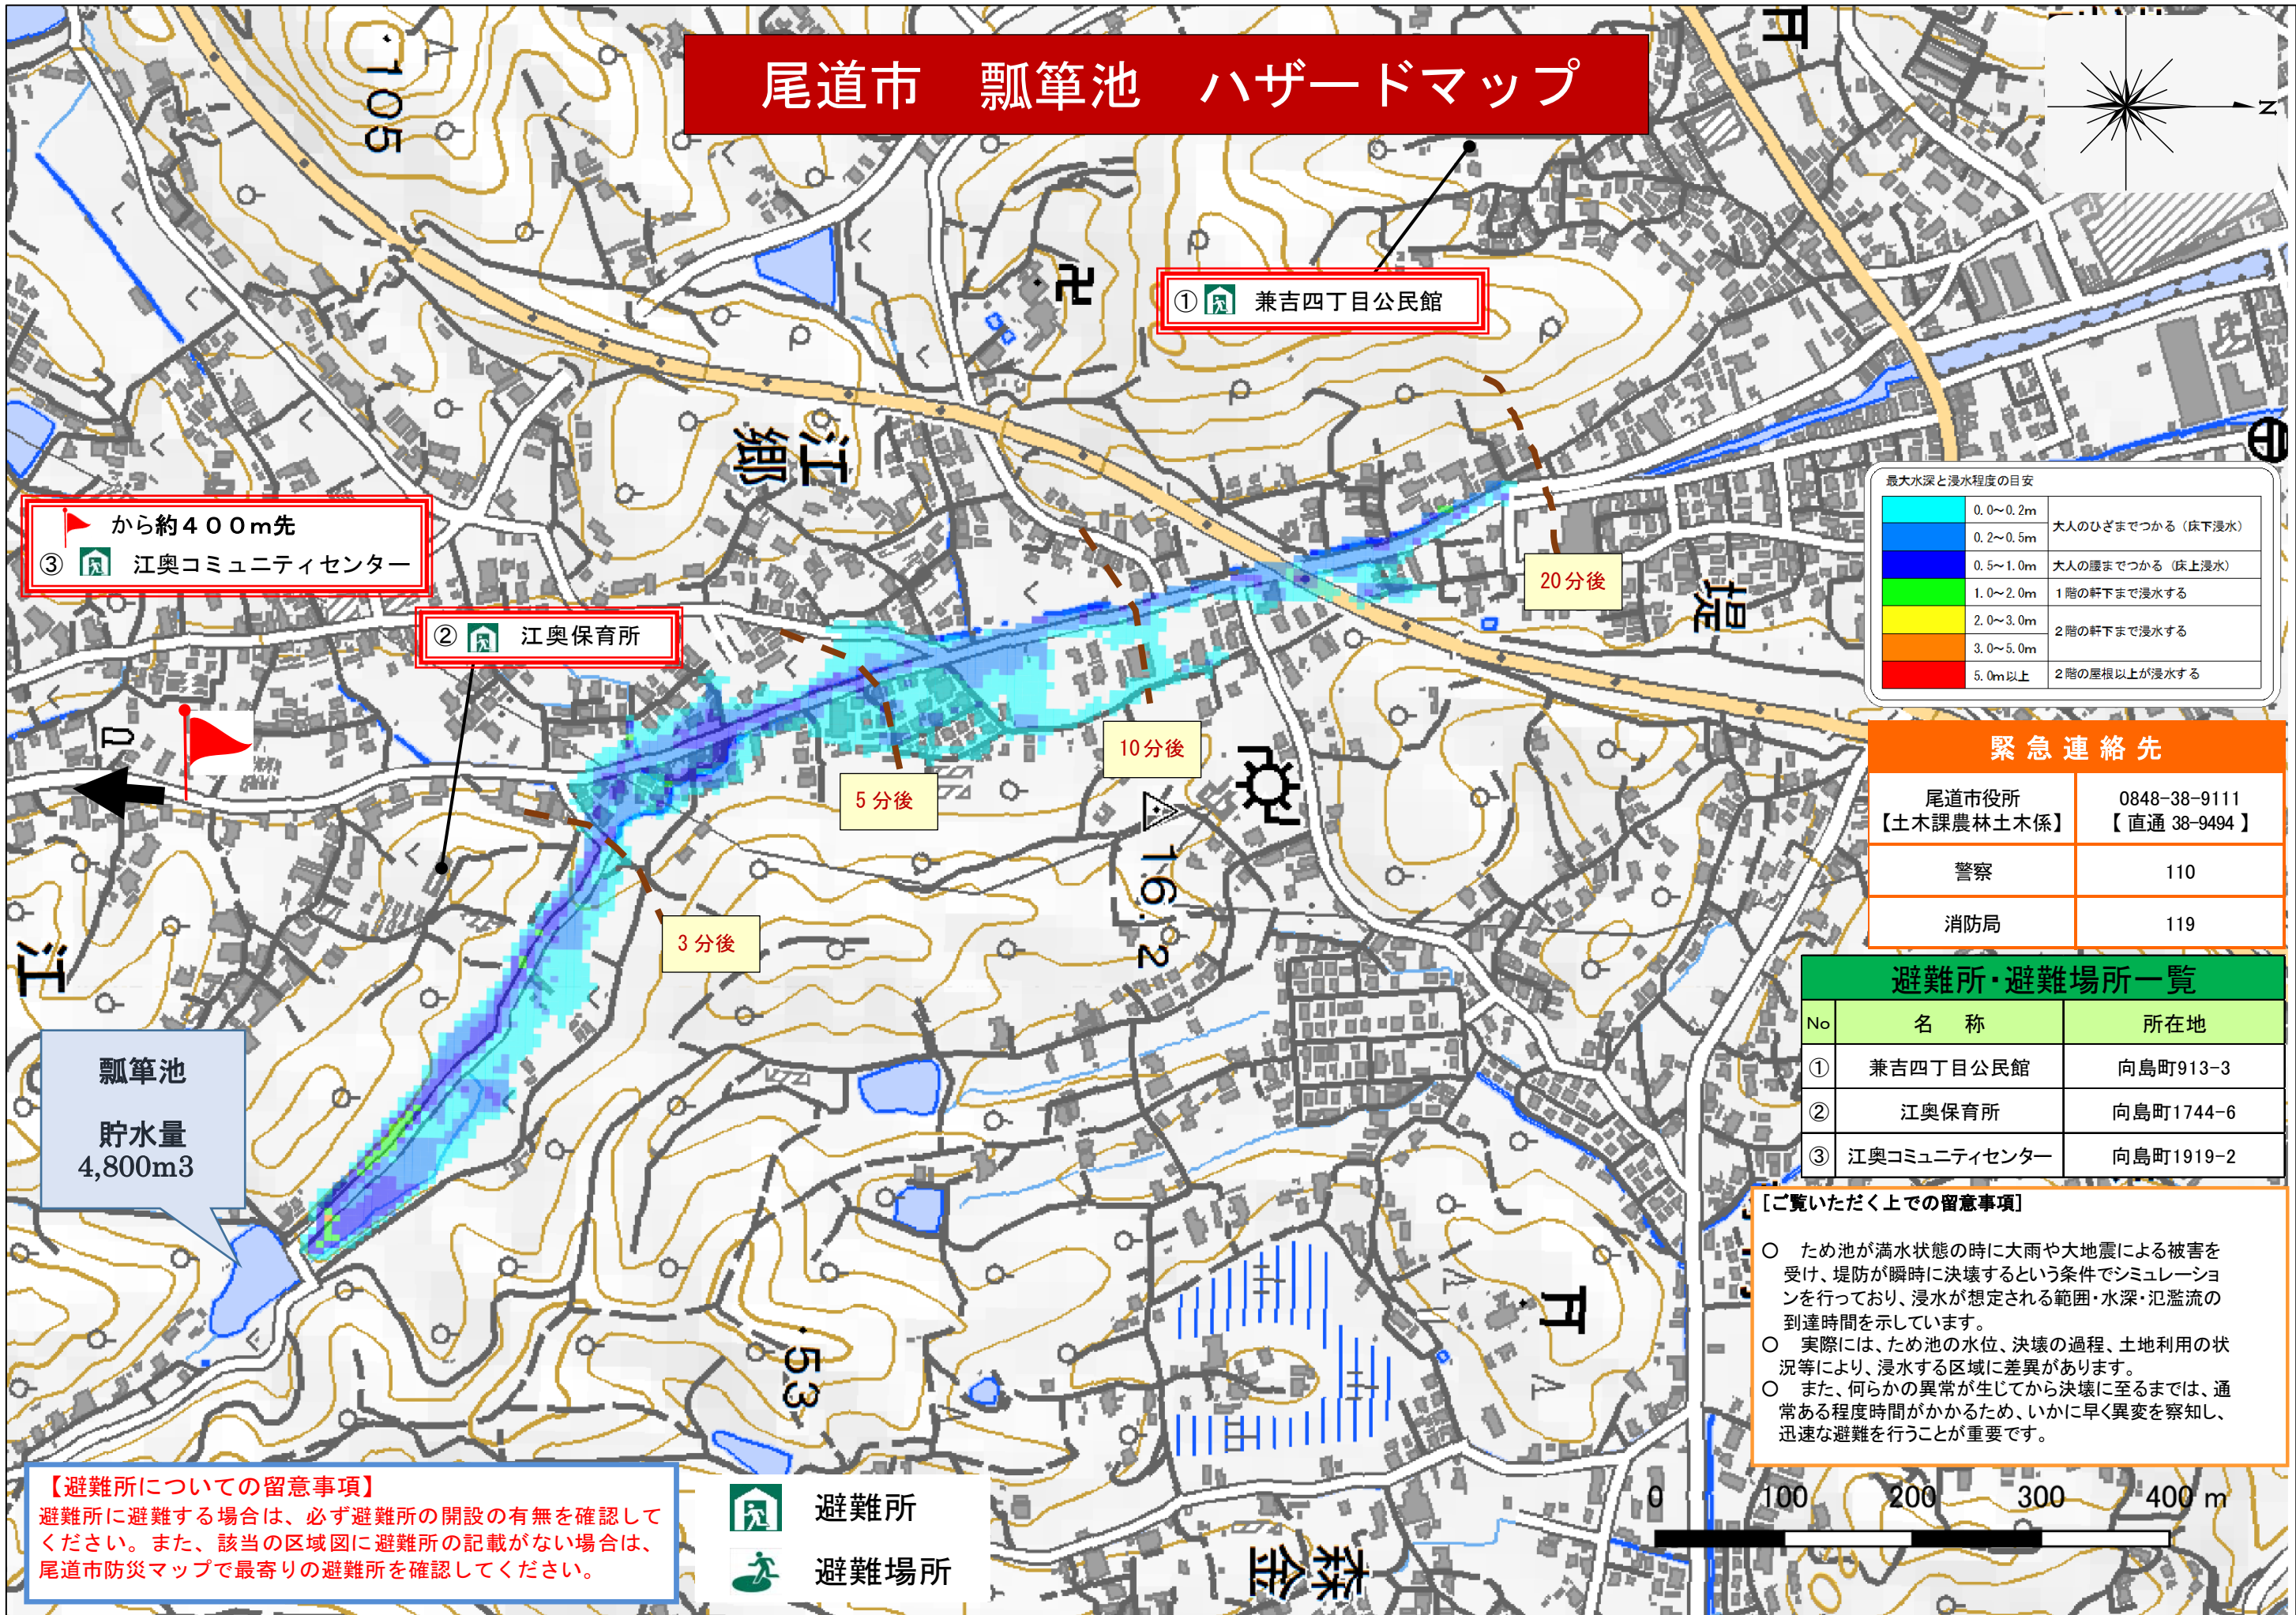 尾道市　瓢箪池　ハザードマップ
N
105
卍
① 兼吉四丁目公民館
江郷
から約400m先
③ 江奥コミュニティセンター
② 江奥保育所
最大水深と浸水程度の目安
0.0～0.2m
0.2～0.5m
大人のひざまでつかる（床下浸水）
0.5～1.0m　大人の腰までつかる（床上浸水）
1.0～2.0m　1階の軒下まで浸水する
2.0～3.0m
3.0～5.0m
2階の軒下まで浸水する
5.0m以上　2階の屋根以上が浸水する
20分後
堤
10分後
5分後
3分後
16.2
江
緊急連絡先
尾道市役所
【土木課農林土木係】
0848-38-9111
【 直通 38-9494 】
警察　110
消防局　119
避難所・避難場所一覧
No　名　称　所在地
①　兼吉四丁目公民館　向島町913-3
②　江奥保育所　向島町1744-6
③　江奥コミュニティセンター　向島町1919-2
瓢箪池
貯水量
4,800m3
53
[ご覧いただく上での留意事項]
○　ため池が満水状態の時に大雨や大地震による被害を
受け、堤防が瞬時に決壊するという条件でシミュレーショ
ンを行っており、浸水が想定される範囲・水深・氾濫流の
到達時間を示しています。
○　実際には、ため池の水位、決壊の過程、土地利用の状
況等により、浸水する区域に差異があります。
○　また、何らかの異常が生じてから決壊に至るまでは、通
常ある程度時間がかかるため、いかに早く異変を察知し、
迅速な避難を行うことが重要です。
【避難所についての留意事項】
避難所に避難する場合は、必ず避難所の開設の有無を確認して
ください。また、該当の区域図に避難所の記載がない場合は、
尾道市防災マップで最寄りの避難所を確認してください。
避難所
避難場所
森金
0　100　200　300　400 m